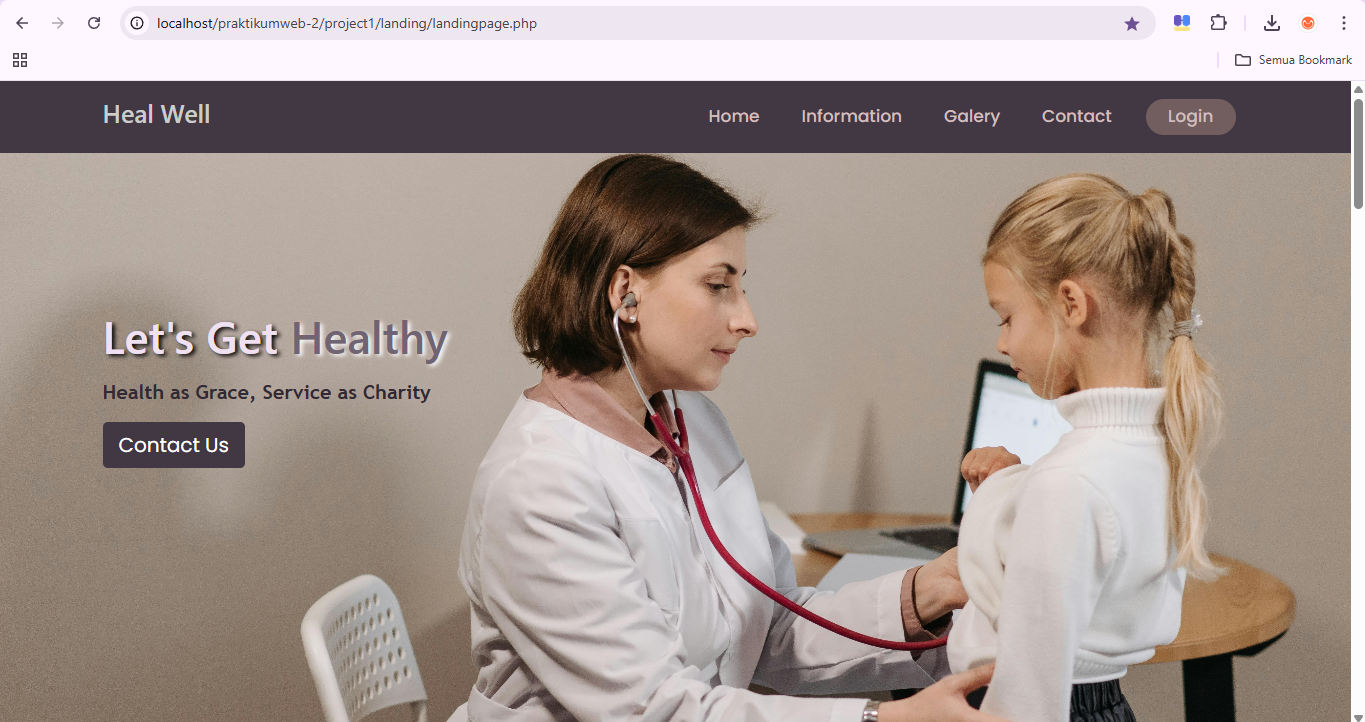 localhost/praktikumweb-2/project1/landing/landingpage.php
Semua Bookmark
Heal Well Home Information Galery Contact Login
Let's Get Healthy
Health as Grace, Service as Charity
Contact Us